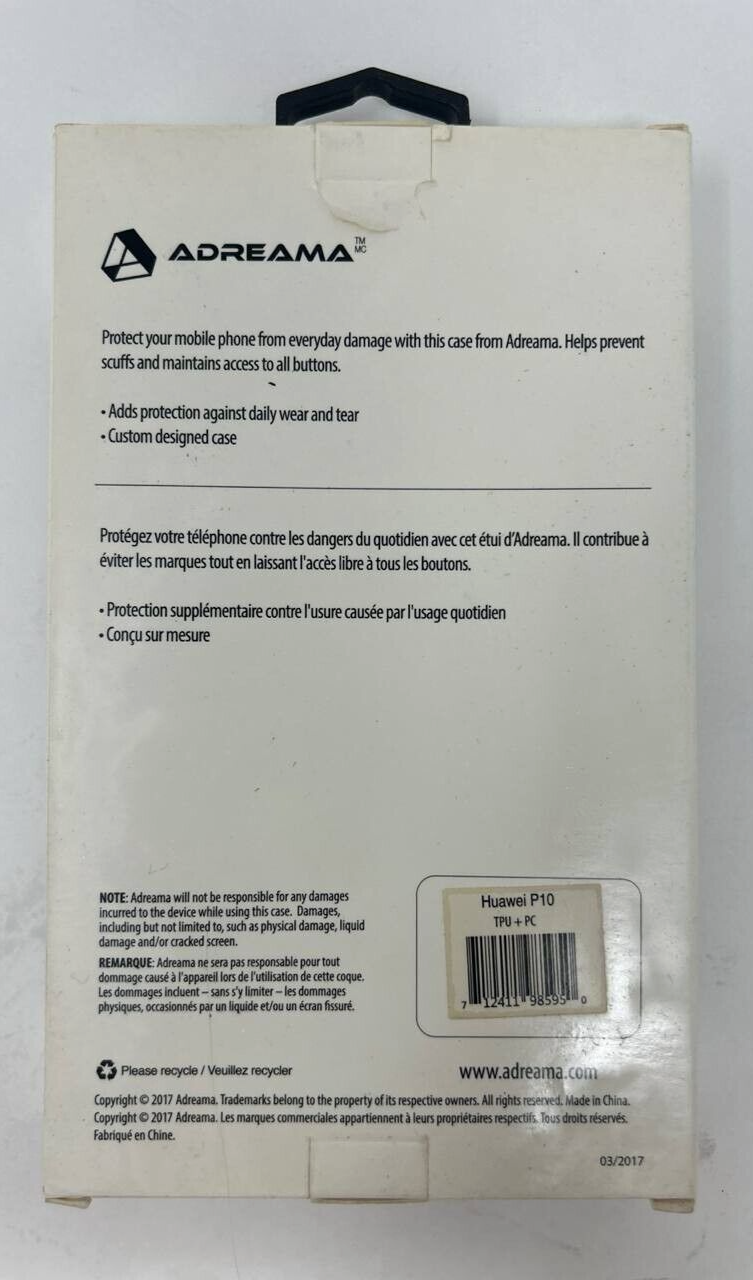 ADREAMA TM MC
Protect your mobile phone from everyday damage with this case from Adreama. Helps prevent
scuffs and maintains access to all buttons.
• Adds protection against daily wear and tear
• Custom designed case
Protégez votre téléphone contre les dangers du quotidien avec cet étui d'Adreama. Il contribue à
éviter les marques tout en laissant l'accès libre à tous les boutons.
• Protection supplémentaire contre l'usure causée par l'usage quotidien
• Conçu sur mesure
NOTE: Adreama will not be responsible for any damages
incurred to the device while using this case. Damages,
including but not limited to, such as physical damage, liquid
damage and/or cracked screen.
REMARQUE: Adreama ne sera pas responsable pour tout
dommage causé à l'appareil lors de l'utilisation de cette coque.
Les dommages incluent – sans s'y limiter – les dommages
physiques, occasionnés par un liquide et/ou un écran fissuré.
Huawei P10
TPU + PC
7 12411 98595 0
Please recycle / Veuillez recycler
www.adreama.com
Copyright © 2017 Adreama. Trademarks belong to the property of its respective owners. All rights reserved. Made in China.
Copyright © 2017 Adreama. Les marques commerciales appartiennent à leurs propriétaires respectifs. Tous droits réservés.
Fabriqué en Chine.
03/2017